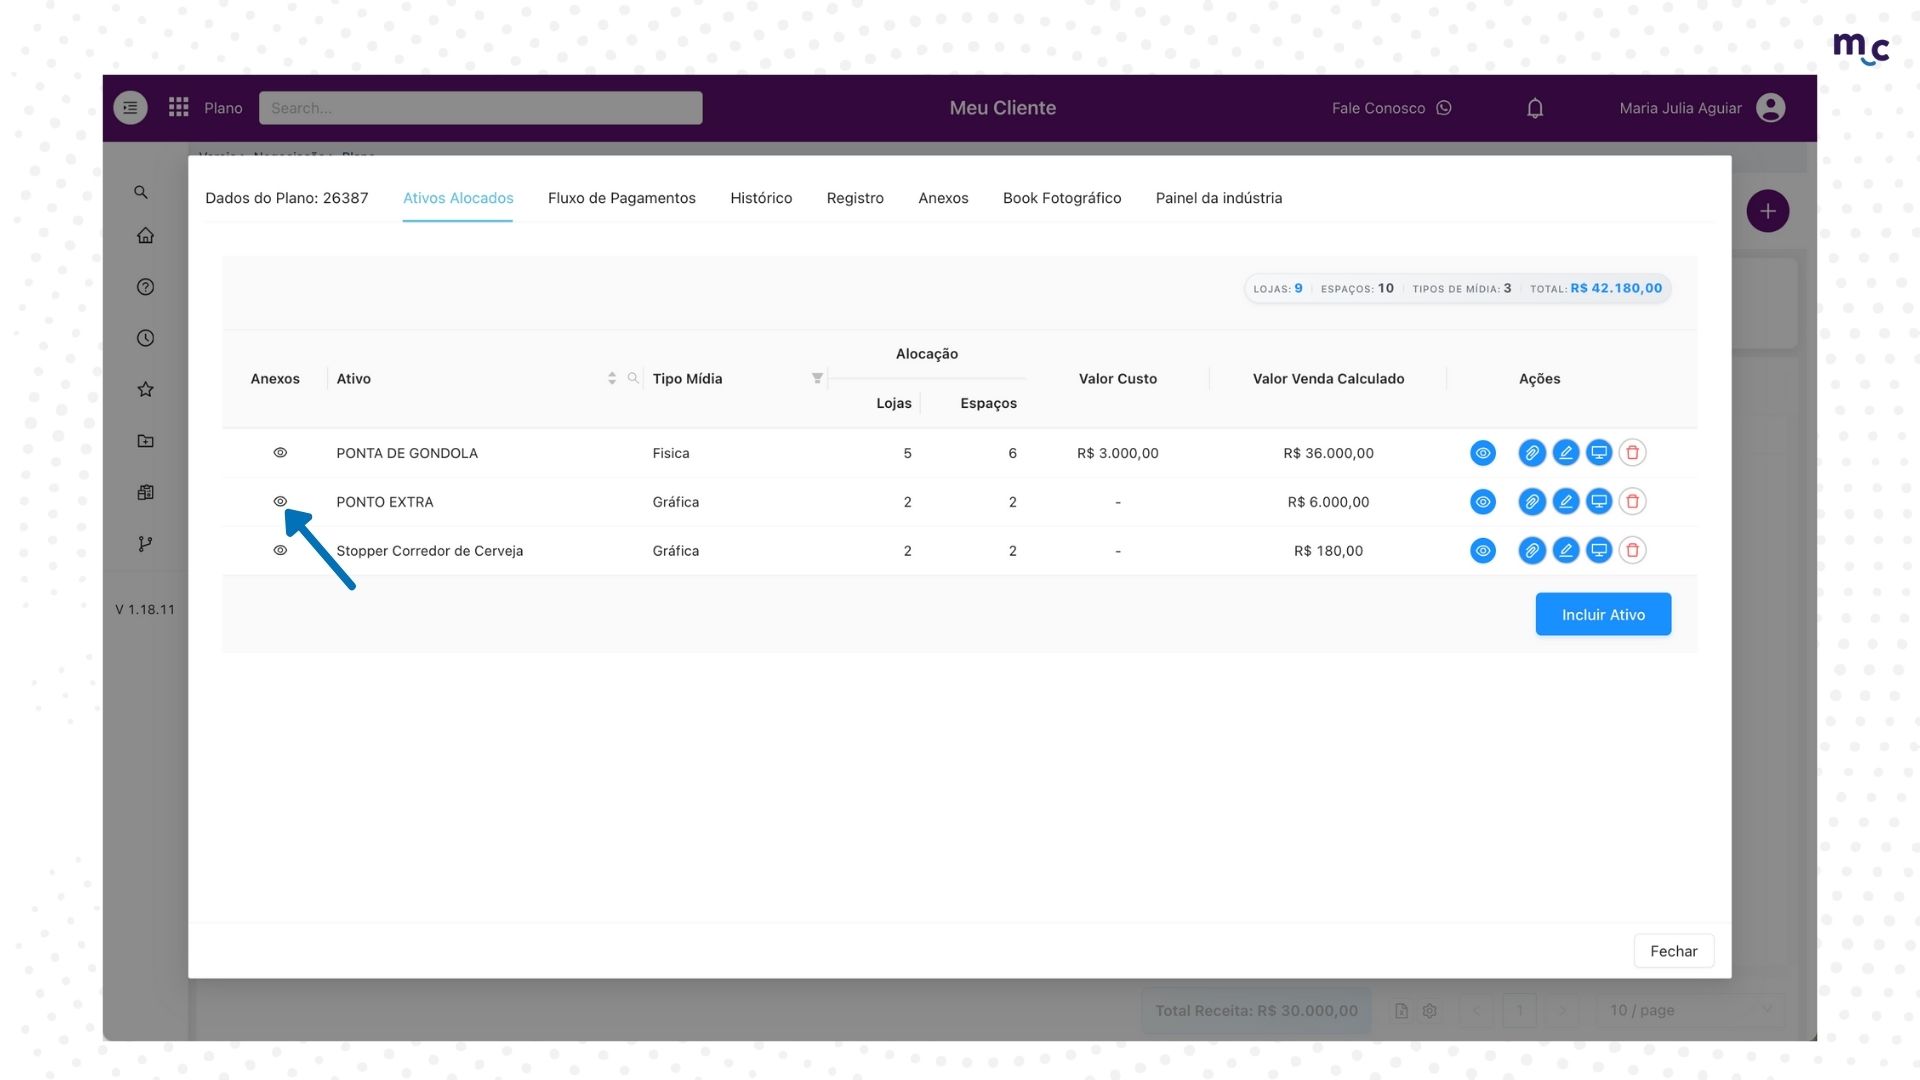 mc
Plano
Search...
Meu Cliente
Fale Conosco
Maria Julia Aguiar
Dados do Plano: 26387
Ativos Alocados
Fluxo de Pagamentos
Histórico
Registro
Anexos
Book Fotográfico
Painel da indústria
LOJAS: 9 ESPAÇOS: 10 TIPOS DE MÍDIA: 3 TOTAL: R$ 42.180,00
Alocação
Anexos Ativo Tipo Mídia Valor Custo Valor Venda Calculado Ações
Lojas Espaços
PONTA DE GONDOLA Fisica 5 6 R$ 3.000,00 R$ 36.000,00
PONTO EXTRA Gráfica 2 2 - R$ 6.000,00
Stopper Corredor de Cerveja Gráfica 2 2 - R$ 180,00
V 1.18.11
Incluir Ativo
Fechar
Total Receita: R$ 30.000,00
< 1 >
10 / page